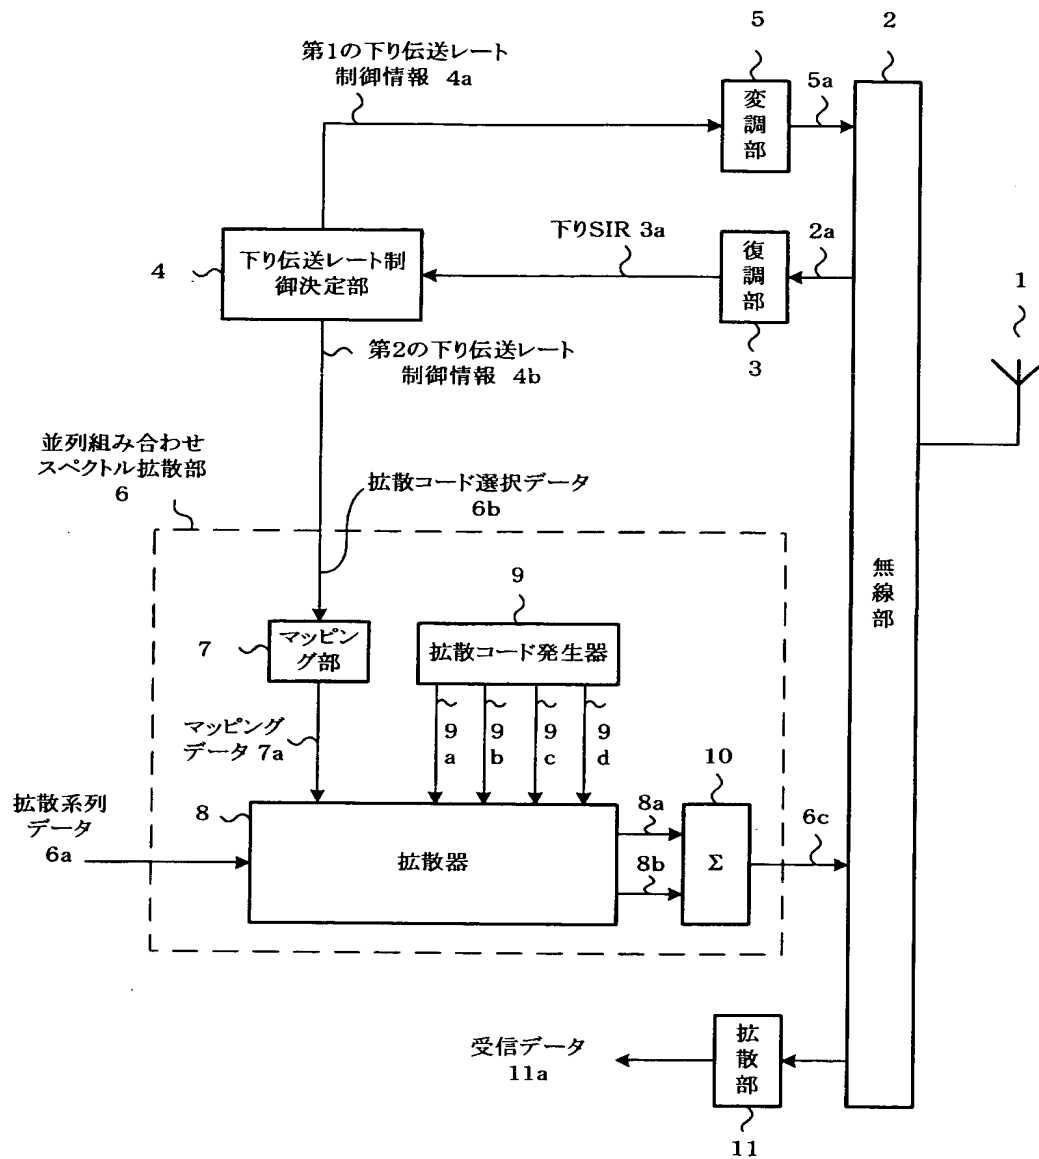 第1の下り伝送レート
制御情報 4a
5
2
変
調
部
5a
下り伝送レート制
御決定部
4
下りSIR 3a
復
調
部
3
2a
1
第2の下り伝送レート
制御情報 4b
並列組み合わせ
スペクトル拡散部
6
拡散コード選択データ
6b
無
線
部
7
マッピン
グ部
9
拡散コード発生器
マッピング
データ 7a
9
a
9
b
9
c
9
d
10
拡散系列
データ
6a
8
拡散器
8a
8b
Σ
6c
受信データ
11a
拡
散
部
11